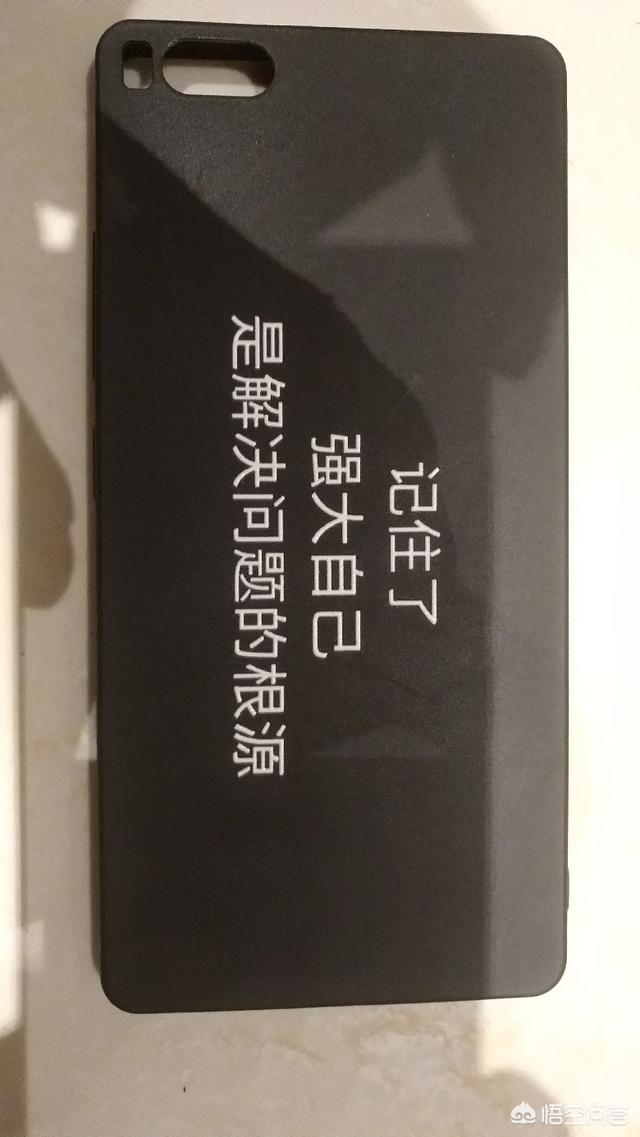 记住了
强大自己
是解决问题的根源
悟空问答